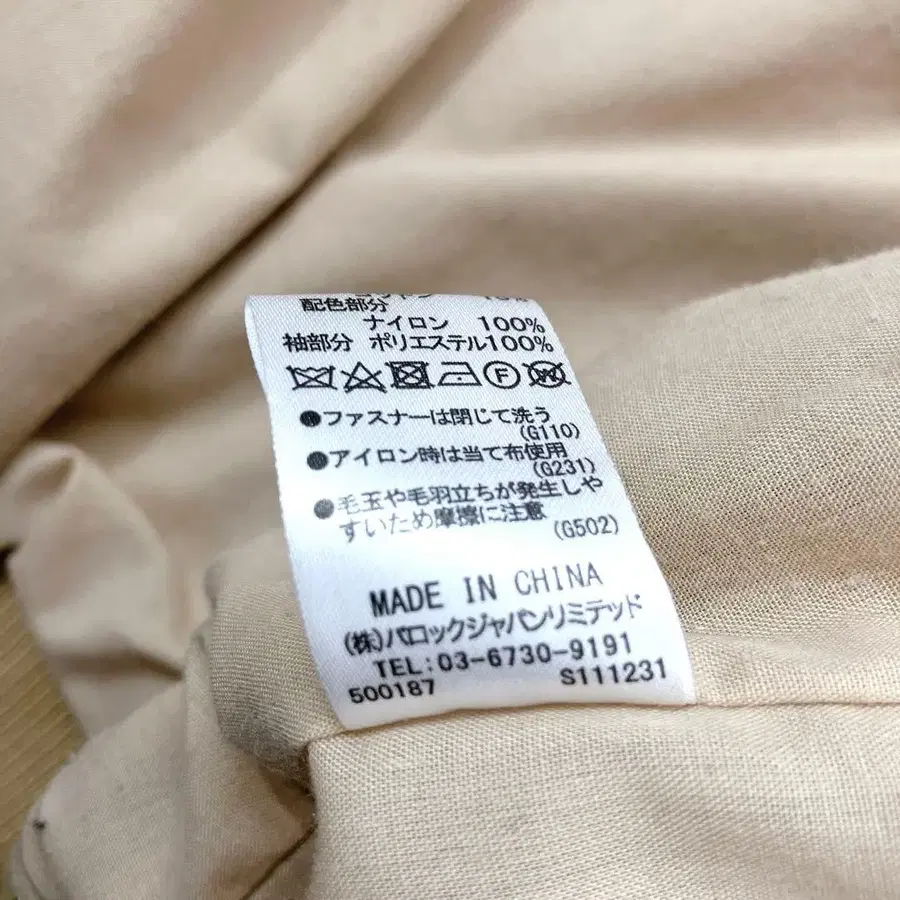 配色部分
ナイロン 100%
袖部分 ポリエステル100%
●ファスナーは閉じて洗う
(G110)
●アイロン時は当て布使用
(G231)
●毛玉や毛羽立ちが発生しや
すいため摩擦に注意
(G502)
MADE IN CHINA
(株)バロックジャパンリミテッド
TEL:03-6730-9191
500187 S111231